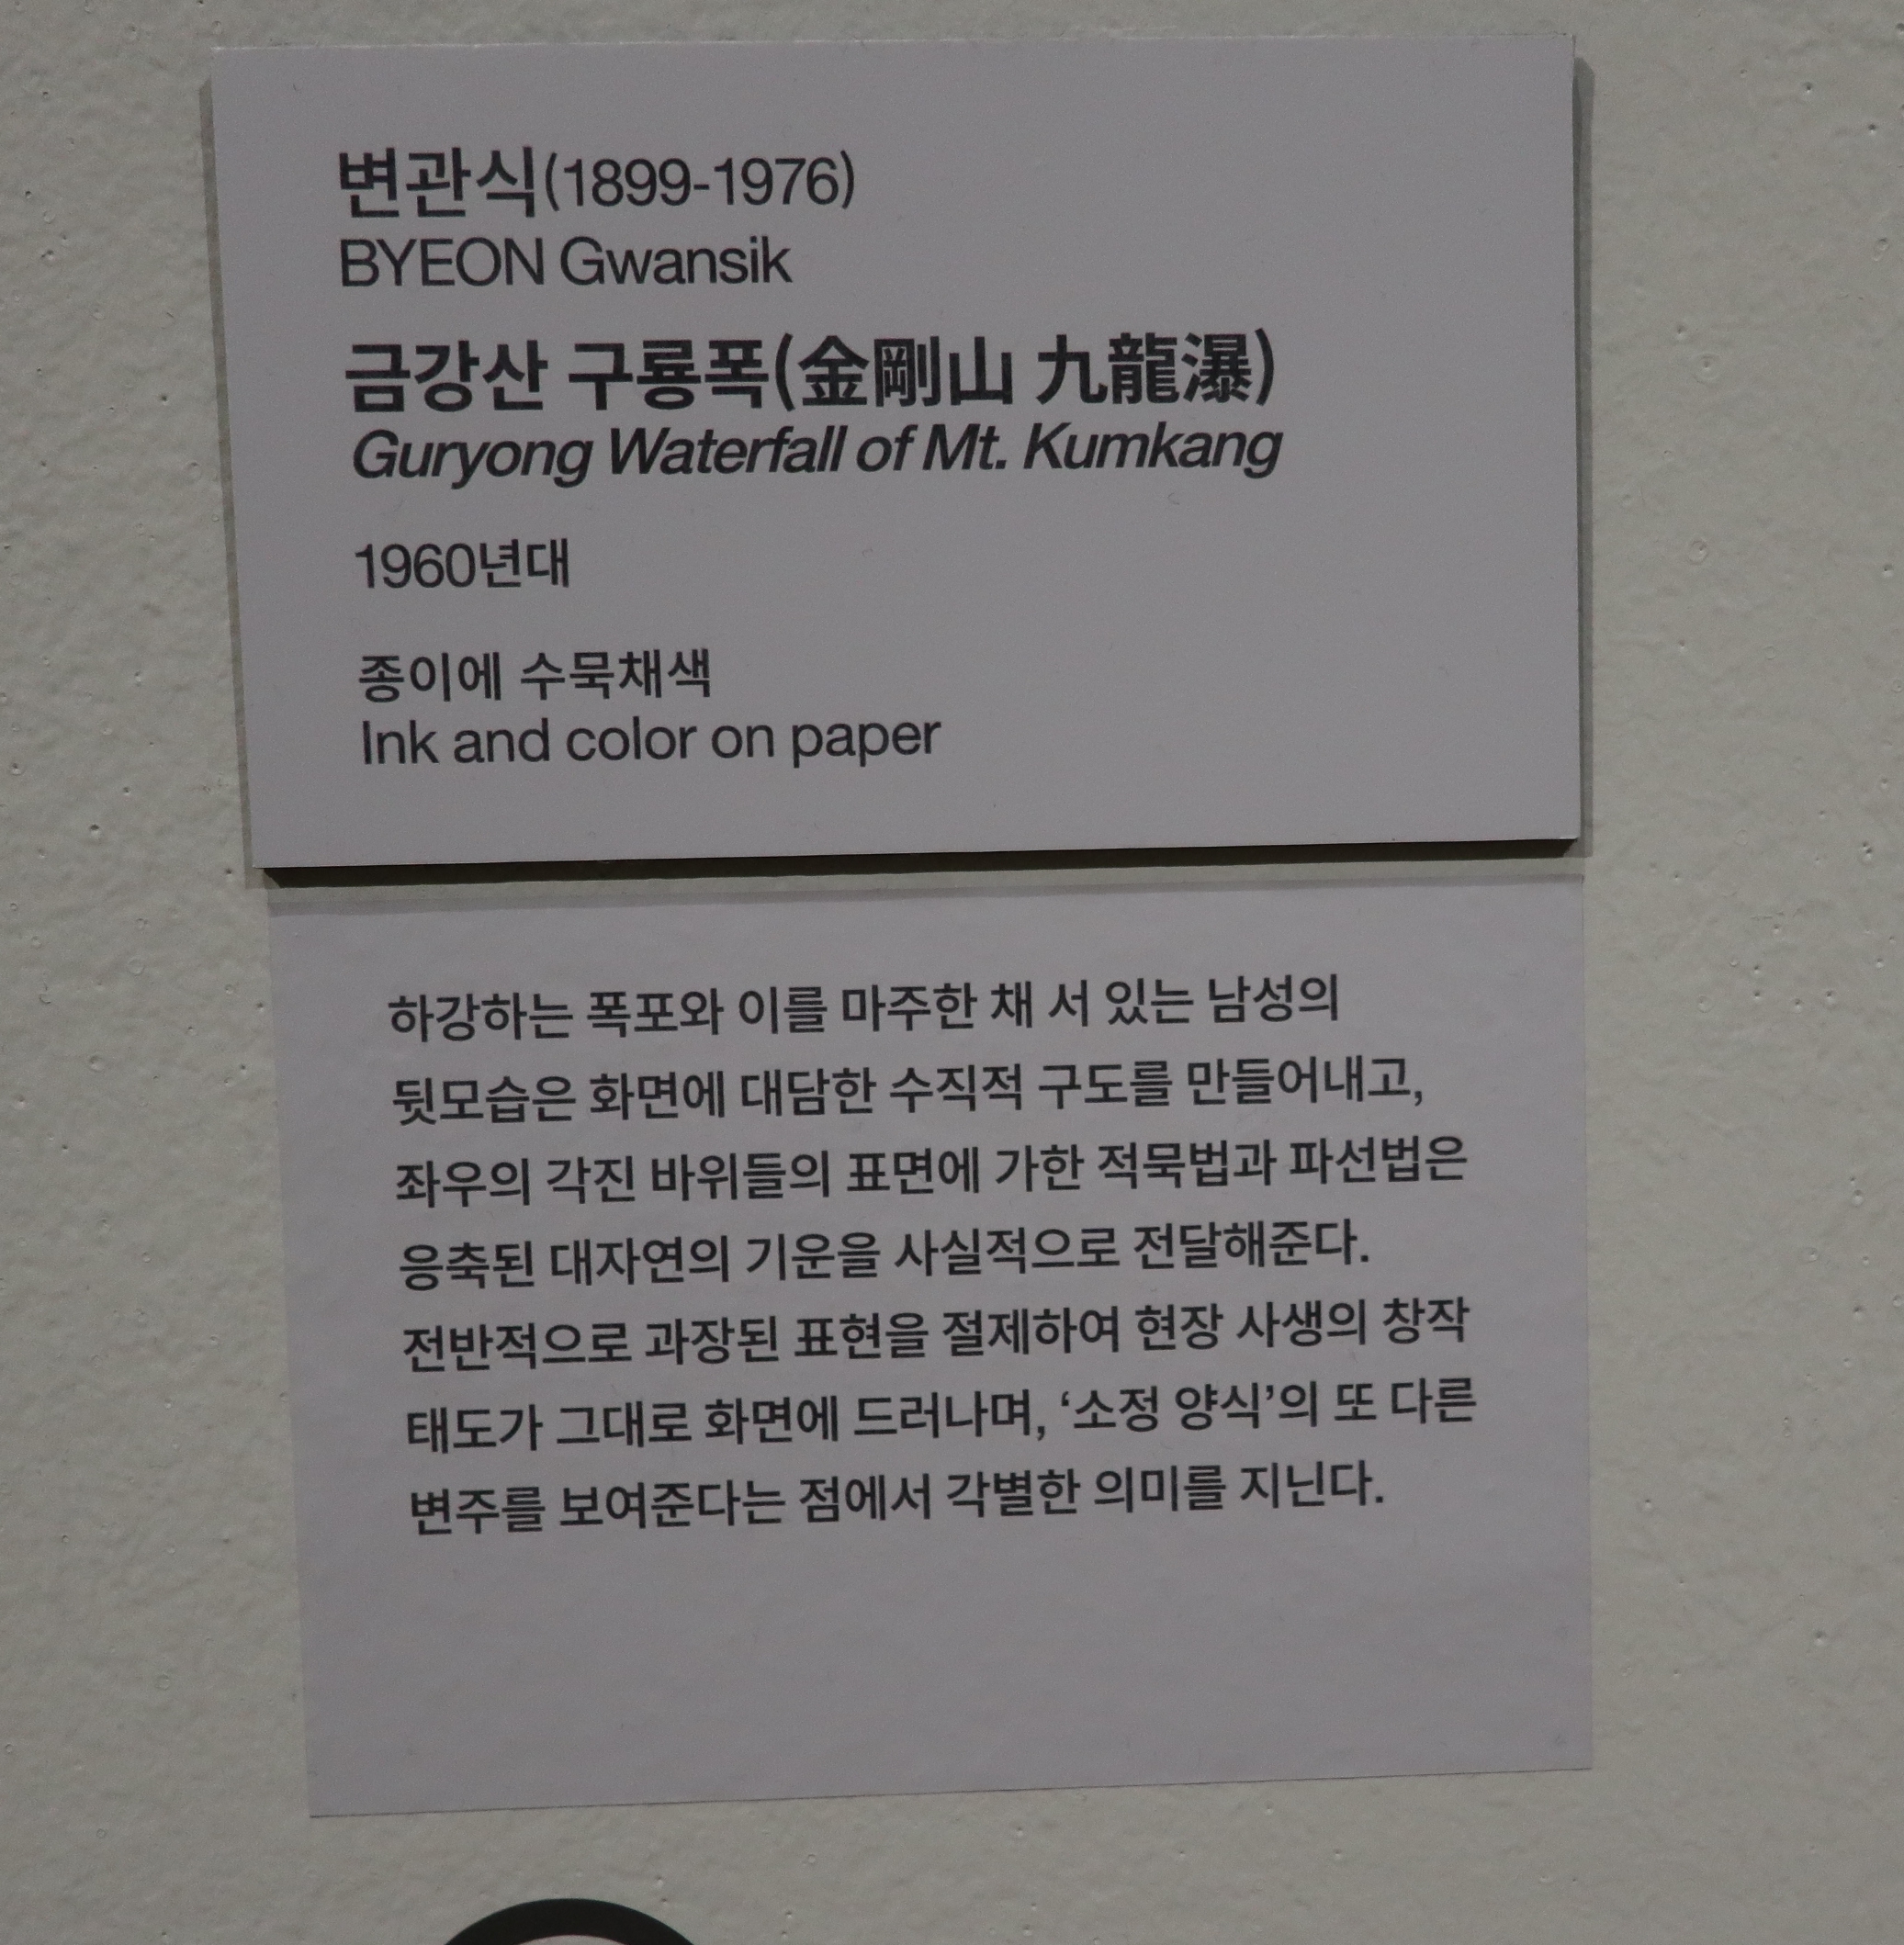 변관식(1899-1976)
BYEON Gwansik
금강산 구룡폭(金剛山 九龍瀑)
Guryong Waterfall of Mt. Kumkang
1960년대
종이에 수묵채색
Ink and color on paper
하강하는 폭포와 이를 마주한 채 서 있는 남성의
뒷모습은 화면에 대담한 수직적 구도를 만들어내고,
좌우의 각진 바위들의 표면에 가한 적묵법과 파선법은
응축된 대자연의 기운을 사실적으로 전달해준다.
전반적으로 과장된 표현을 절제하여 현장 사생의 창작
태도가 그대로 화면에 드러나며, ‘소정 양식’의 또 다른
변주를 보여준다는 점에서 각별한 의미를 지닌다.